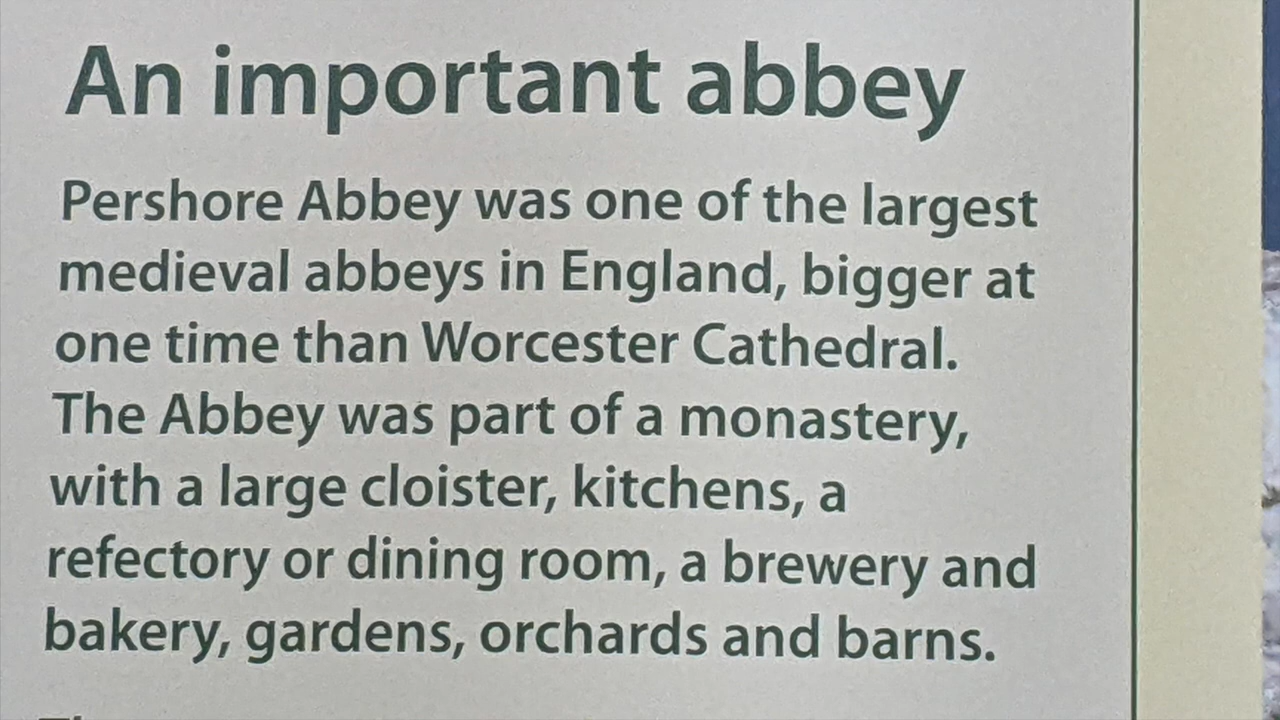 An important abbey
Pershore Abbey was one of the largest
medieval abbeys in England, bigger at
one time than Worcester Cathedral.
The Abbey was part of a monastery,
with a large cloister, kitchens, a
refectory or dining room, a brewery and
bakery, gardens, orchards and barns.